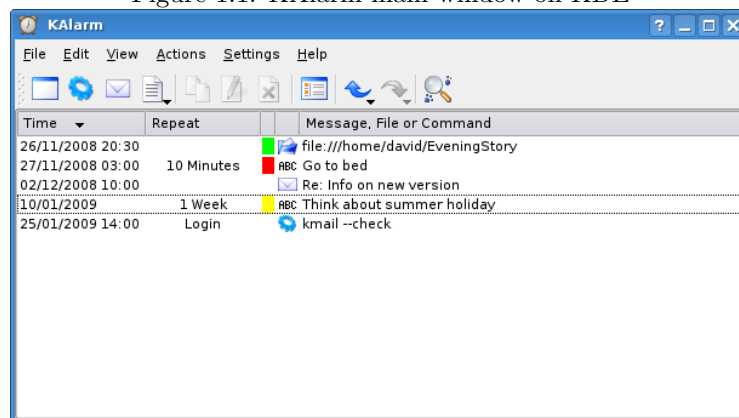 Figure 1.1: KAlarm main window on KDE
KAlarm
File Edit View Actions Settings Help
Time Repeat Message, File or Command
26/11/2008 20:30 file:///home/david/EveningStory
27/11/2008 03:00 10 Minutes ABC Go to bed
02/12/2008 10:00 Re: Info on new version
10/01/2009 1 Week ABC Think about summer holiday
25/01/2009 14:00 Login kmail --check